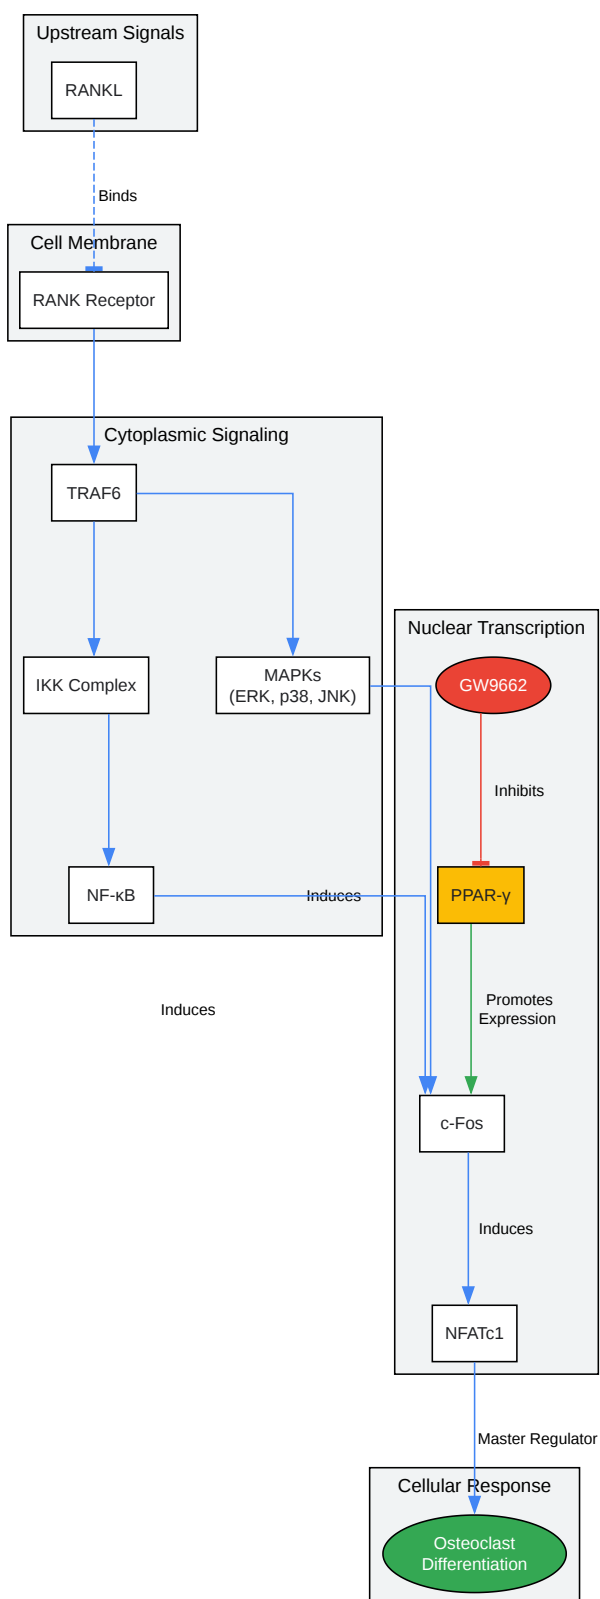 Upstream Signals
RANKL
Binds
Cell Membrane
RANK Receptor
Cytoplasmic Signaling
TRAF6
IKK Complex
MAPKs
(ERK, p38, JNK)
NF-κB
Induces
Induces
Nuclear Transcription
GW9662
Inhibits
PPAR-γ
Promotes
Expression
c-Fos
Induces
NFATc1
Master Regulator
Cellular Response
Osteoclast
Differentiation